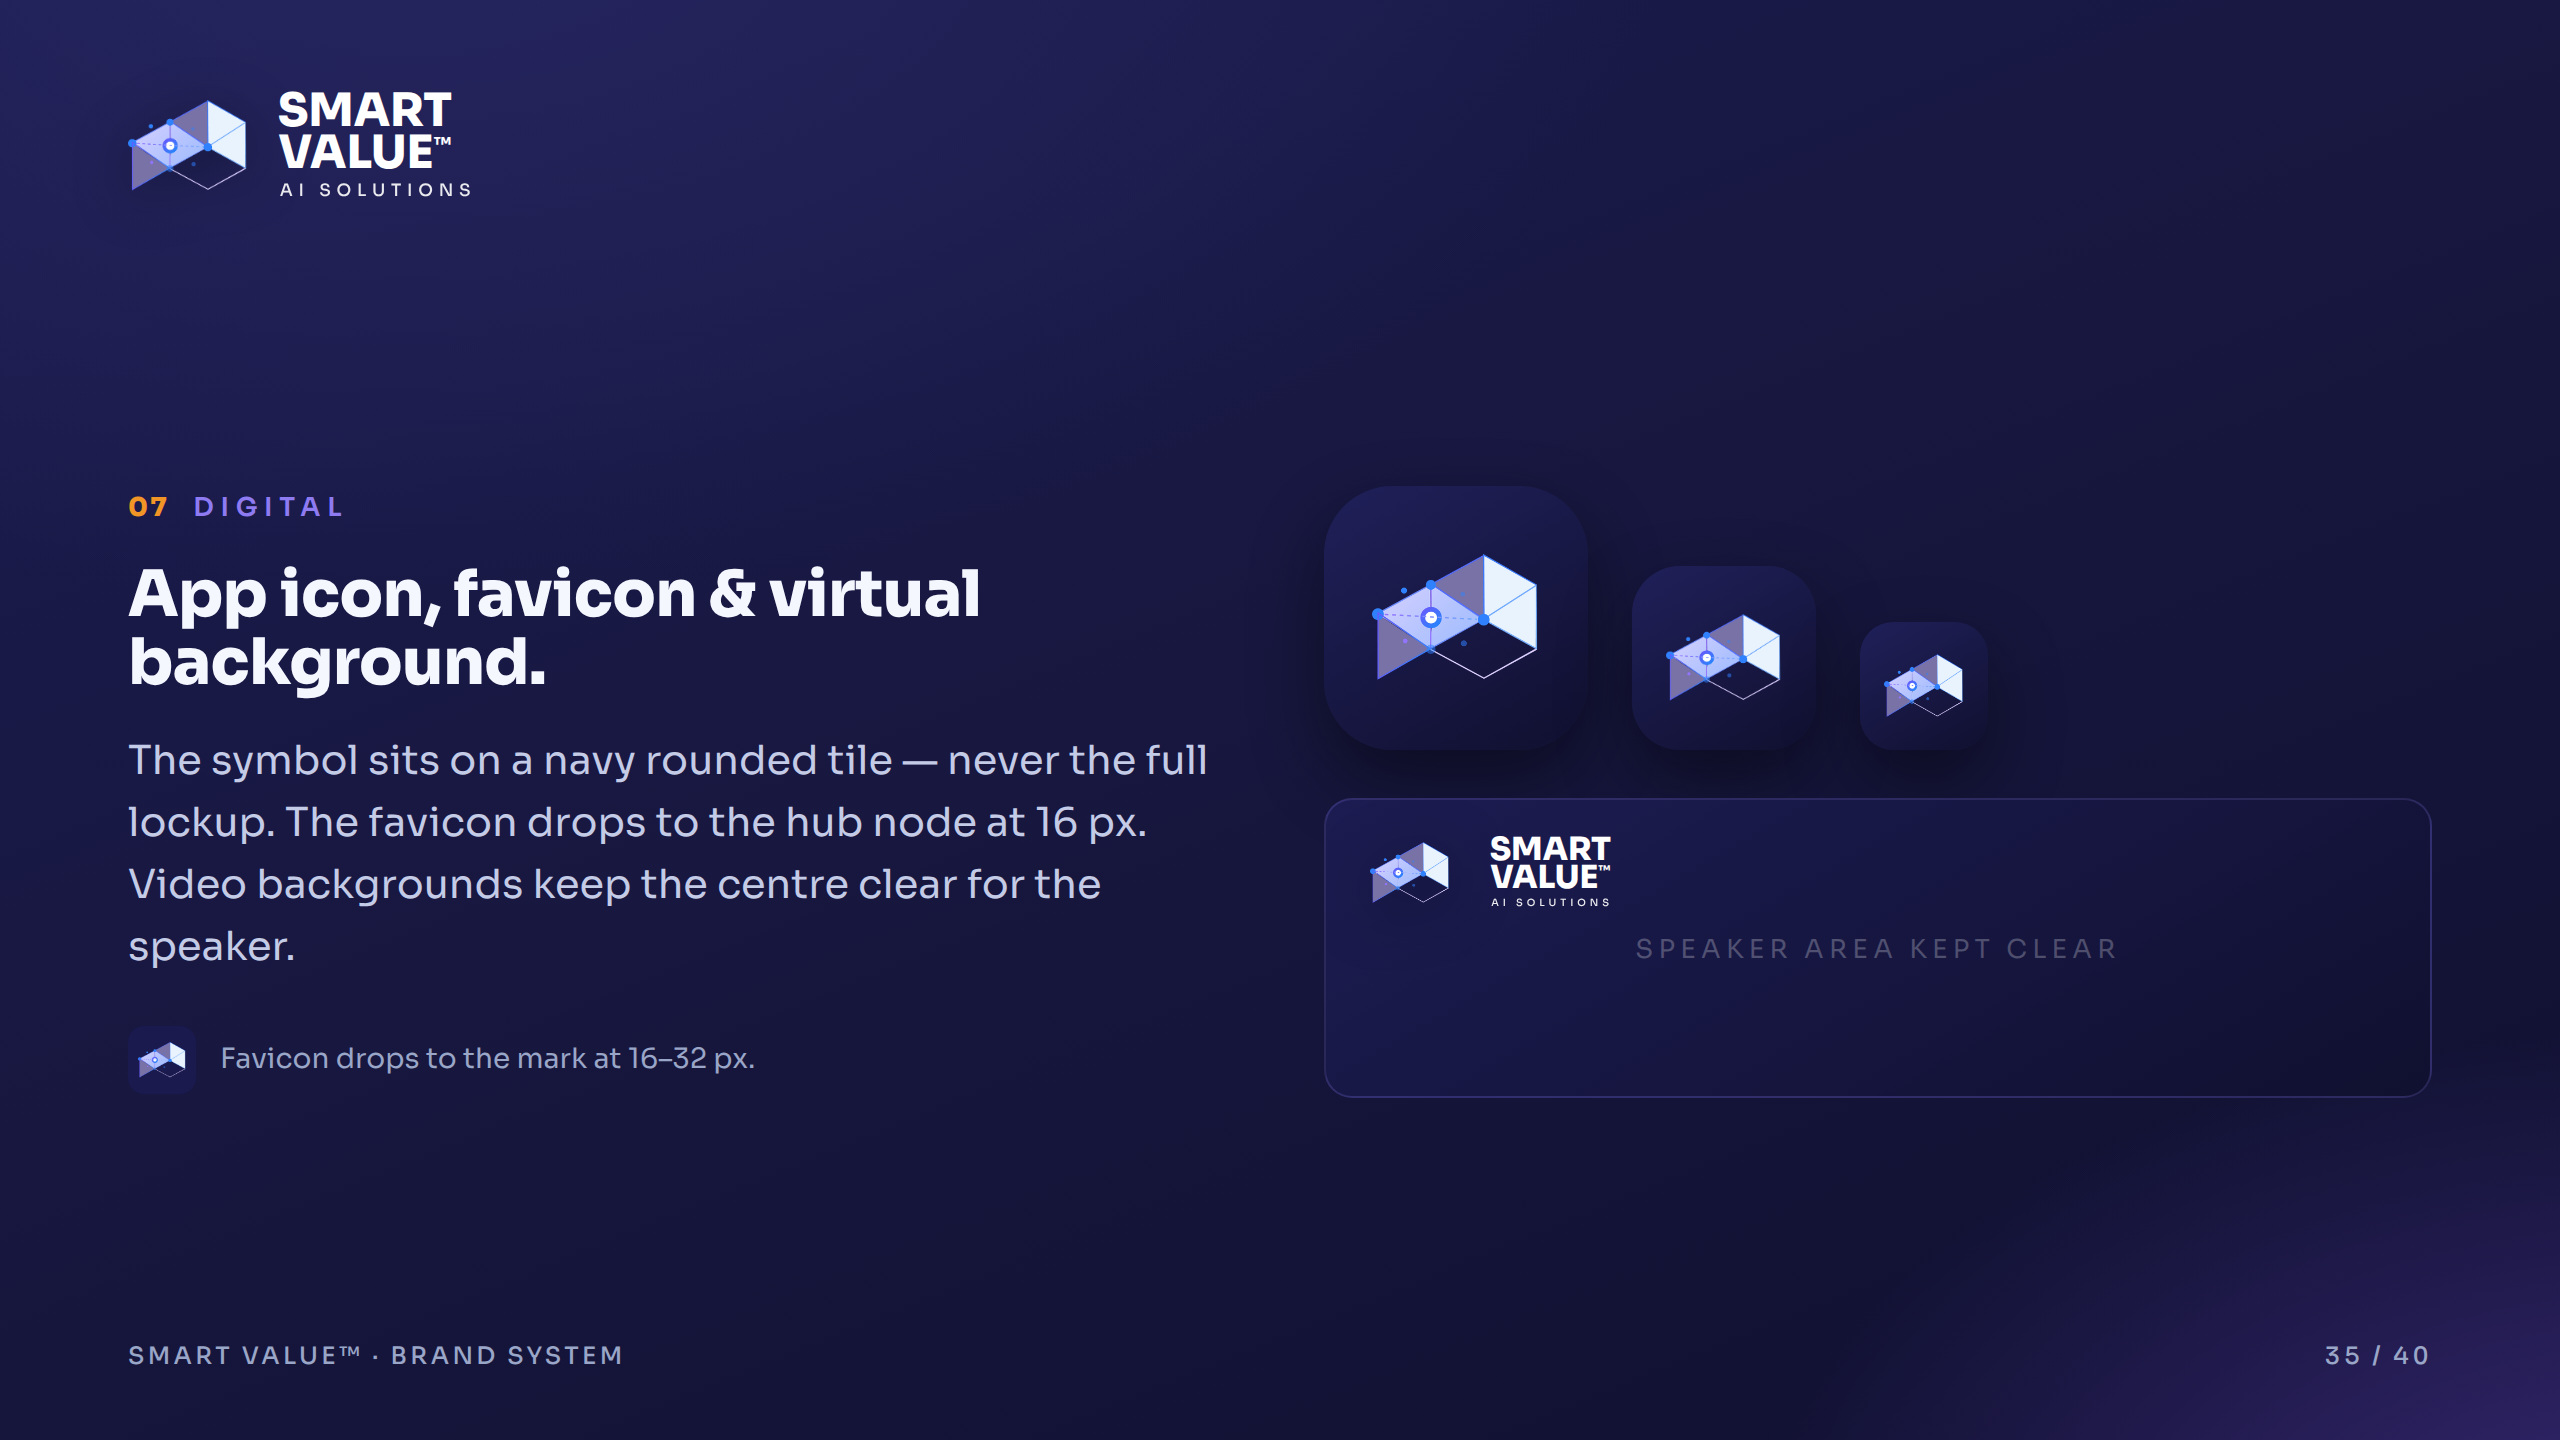 SMART
VALUE™
AI SOLUTIONS
07 DIGITAL
App icon, favicon & virtual
background.
The symbol sits on a navy rounded tile — never the full
lockup. The favicon drops to the hub node at 16 px.
Video backgrounds keep the centre clear for the
speaker.
Favicon drops to the mark at 16–32 px.
SMART
VALUE™
AI SOLUTIONS
SPEAKER AREA KEPT CLEAR
SMART VALUE™ · BRAND SYSTEM
35 / 40